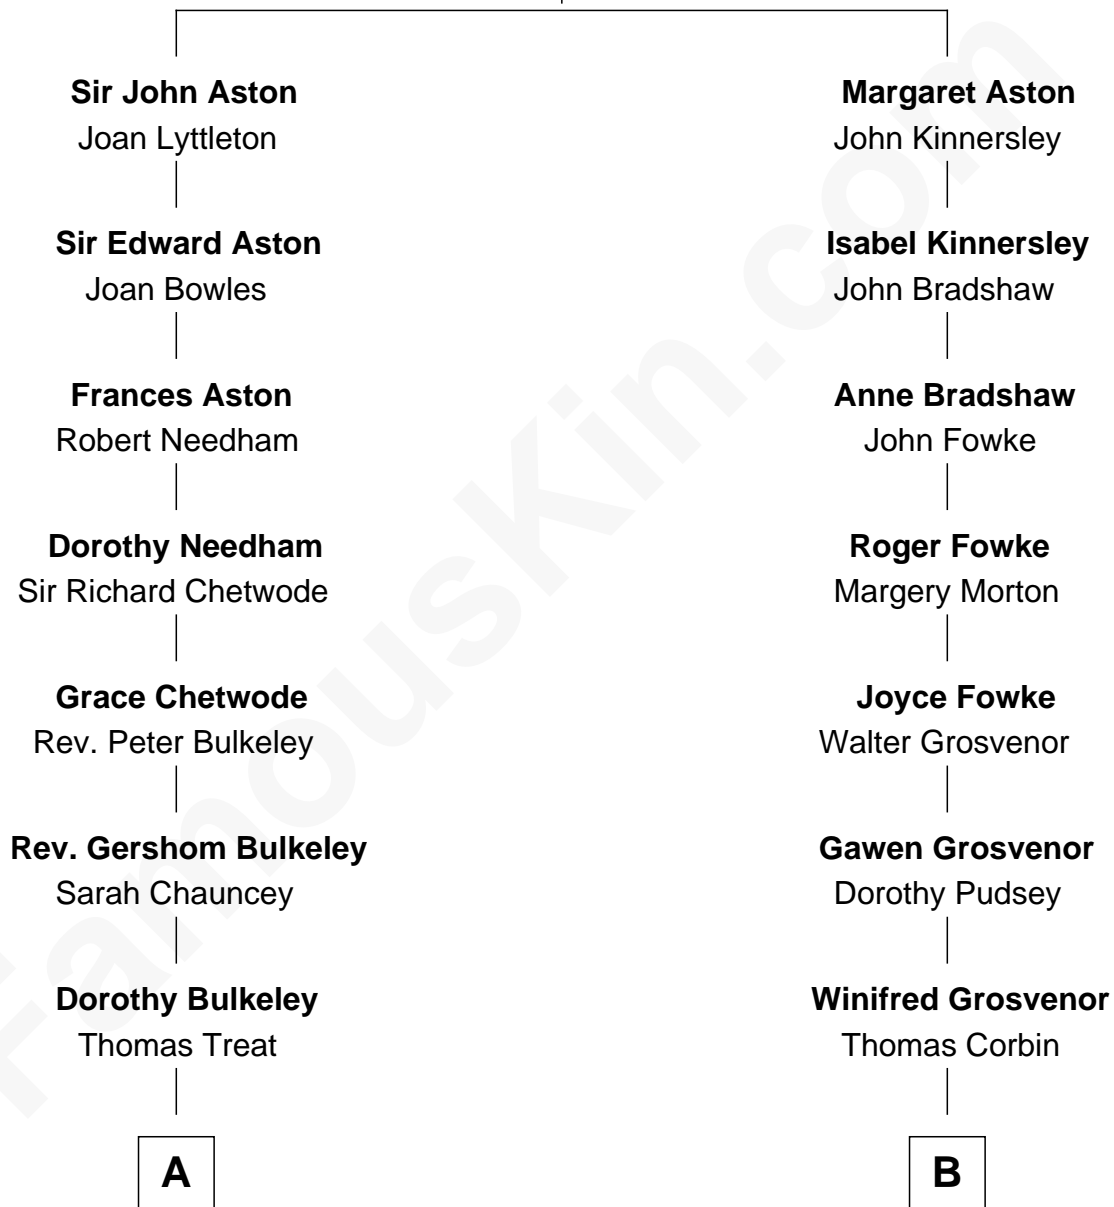 Sir John Aston
Joan Lyttleton
Sir Edward Aston
Joan Bowles
Frances Aston
Robert Needham
Dorothy Needham
Sir Richard Chetwode
Grace Chetwode
Rev. Peter Bulkeley
Rev. Gershom Bulkeley
Sarah Chauncey
Dorothy Bulkeley
Thomas Treat
A
Margaret Aston
John Kinnersley
Isabel Kinnersley
John Bradshaw
Anne Bradshaw
John Fowke
Roger Fowke
Margery Morton
Joyce Fowke
Walter Grosvenor
Gawen Grosvenor
Dorothy Pudsey
Winifred Grosvenor
Thomas Corbin
B
FamousKin.com